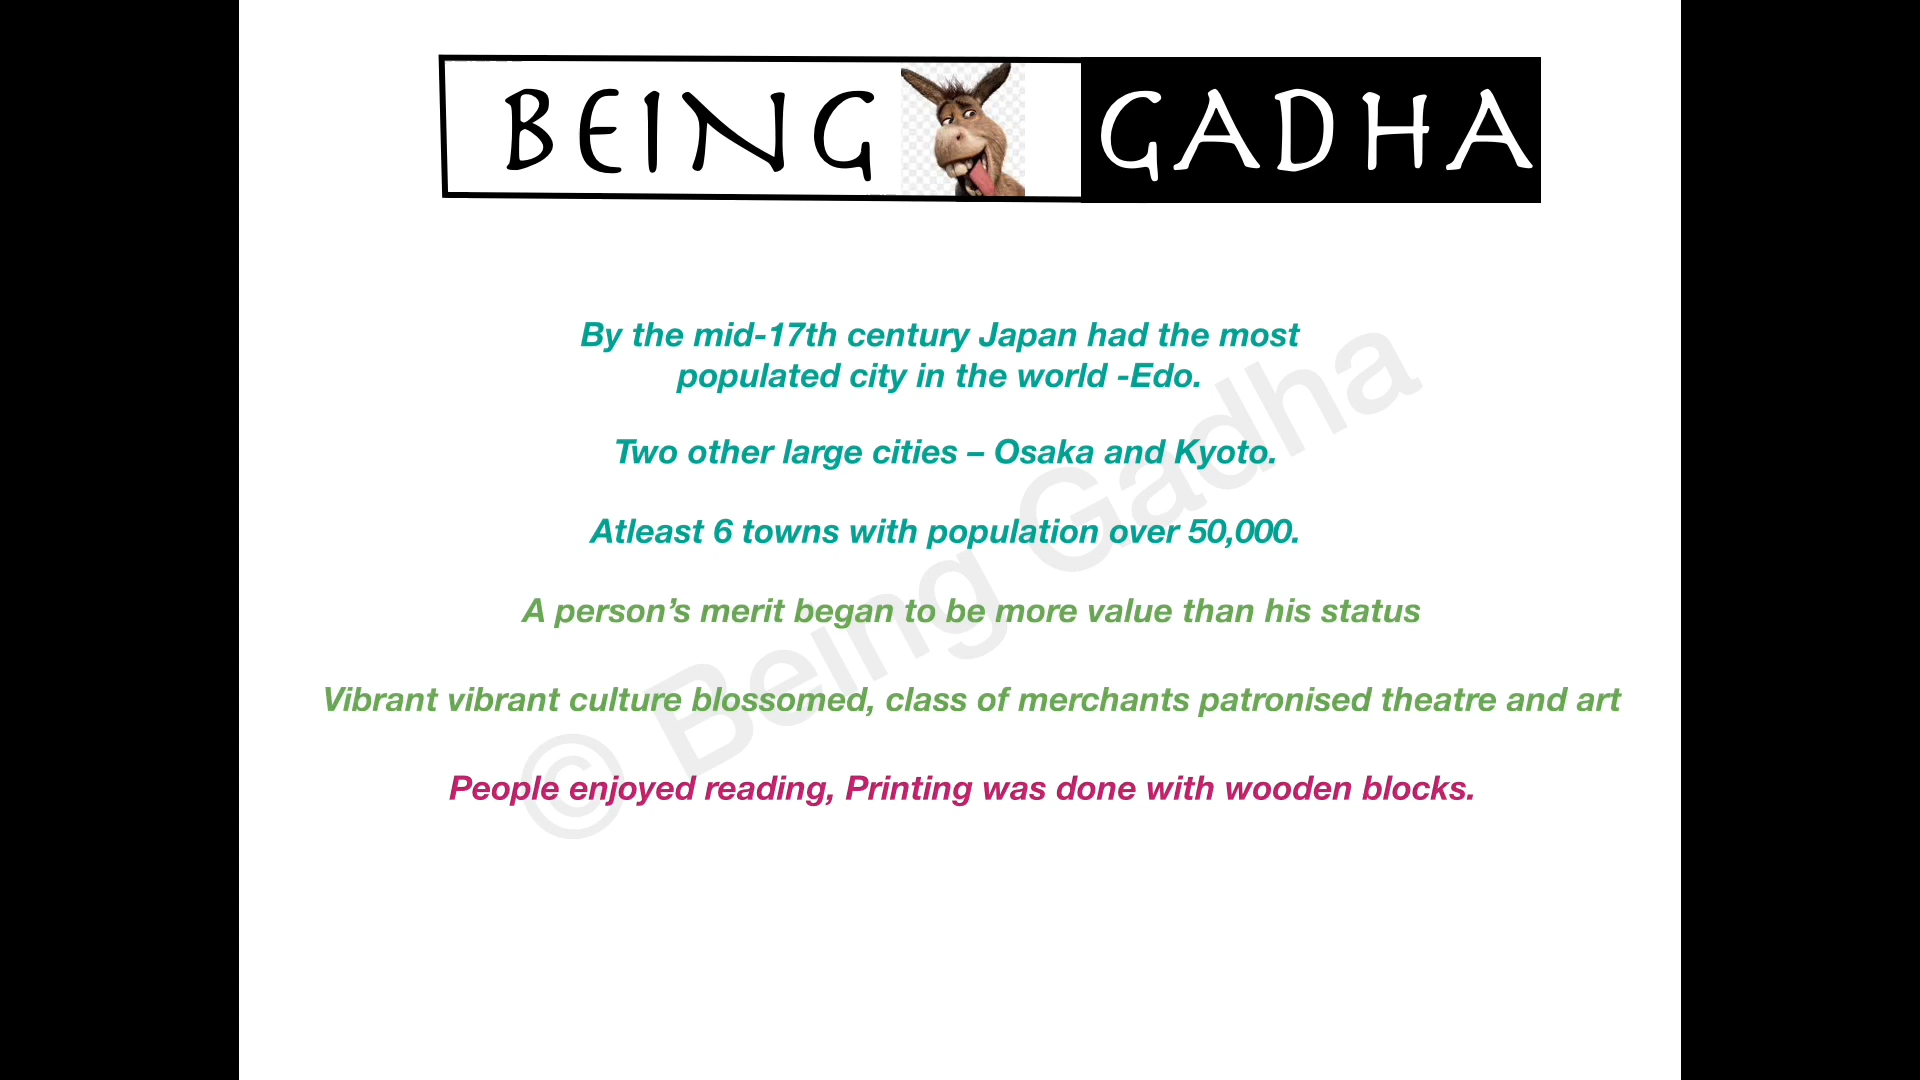 BEING GADHA
By the mid-17th century Japan had the most
populated city in the world -Edo.
Two other large cities – Osaka and Kyoto.
Atleast 6 towns with population over 50,000.
A person’s merit began to be more value than his status
Vibrant vibrant culture blossomed, class of merchants patronised theatre and art
People enjoyed reading, Printing was done with wooden blocks.
© Being Gadha